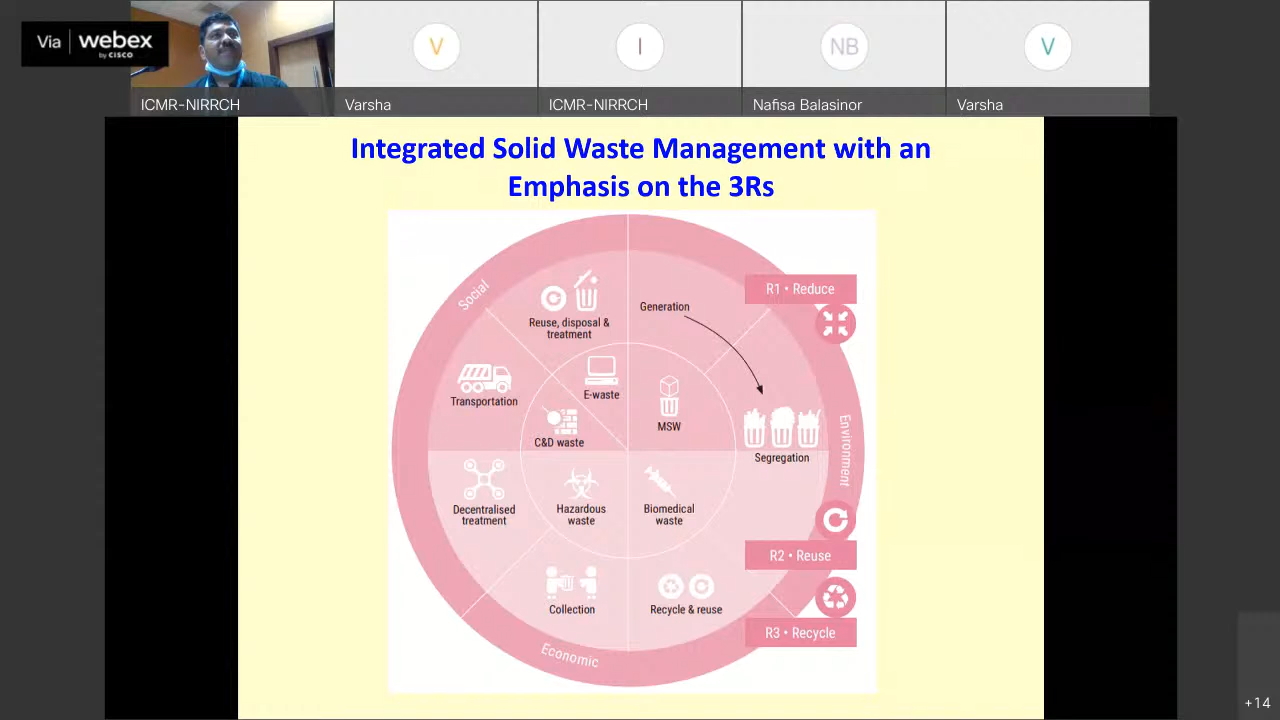 Via webex
by CISCO
V
I
NB
V
ICMR-NIRRCH
Varsha
ICMR-NIRRCH
Nafisa Balasinor
Varsha
Integrated Solid Waste Management with an
Emphasis on the 3Rs
Social
Reuse, disposal &
treatment
Generation
R1 • Reduce
Transportation
E-waste
C&D waste
MSW
Segregation
Environment
Decentralised
treatment
Hazardous
waste
Biomedical
waste
R2 • Reuse
Collection
Recycle & reuse
R3 • Recycle
Economic
+14